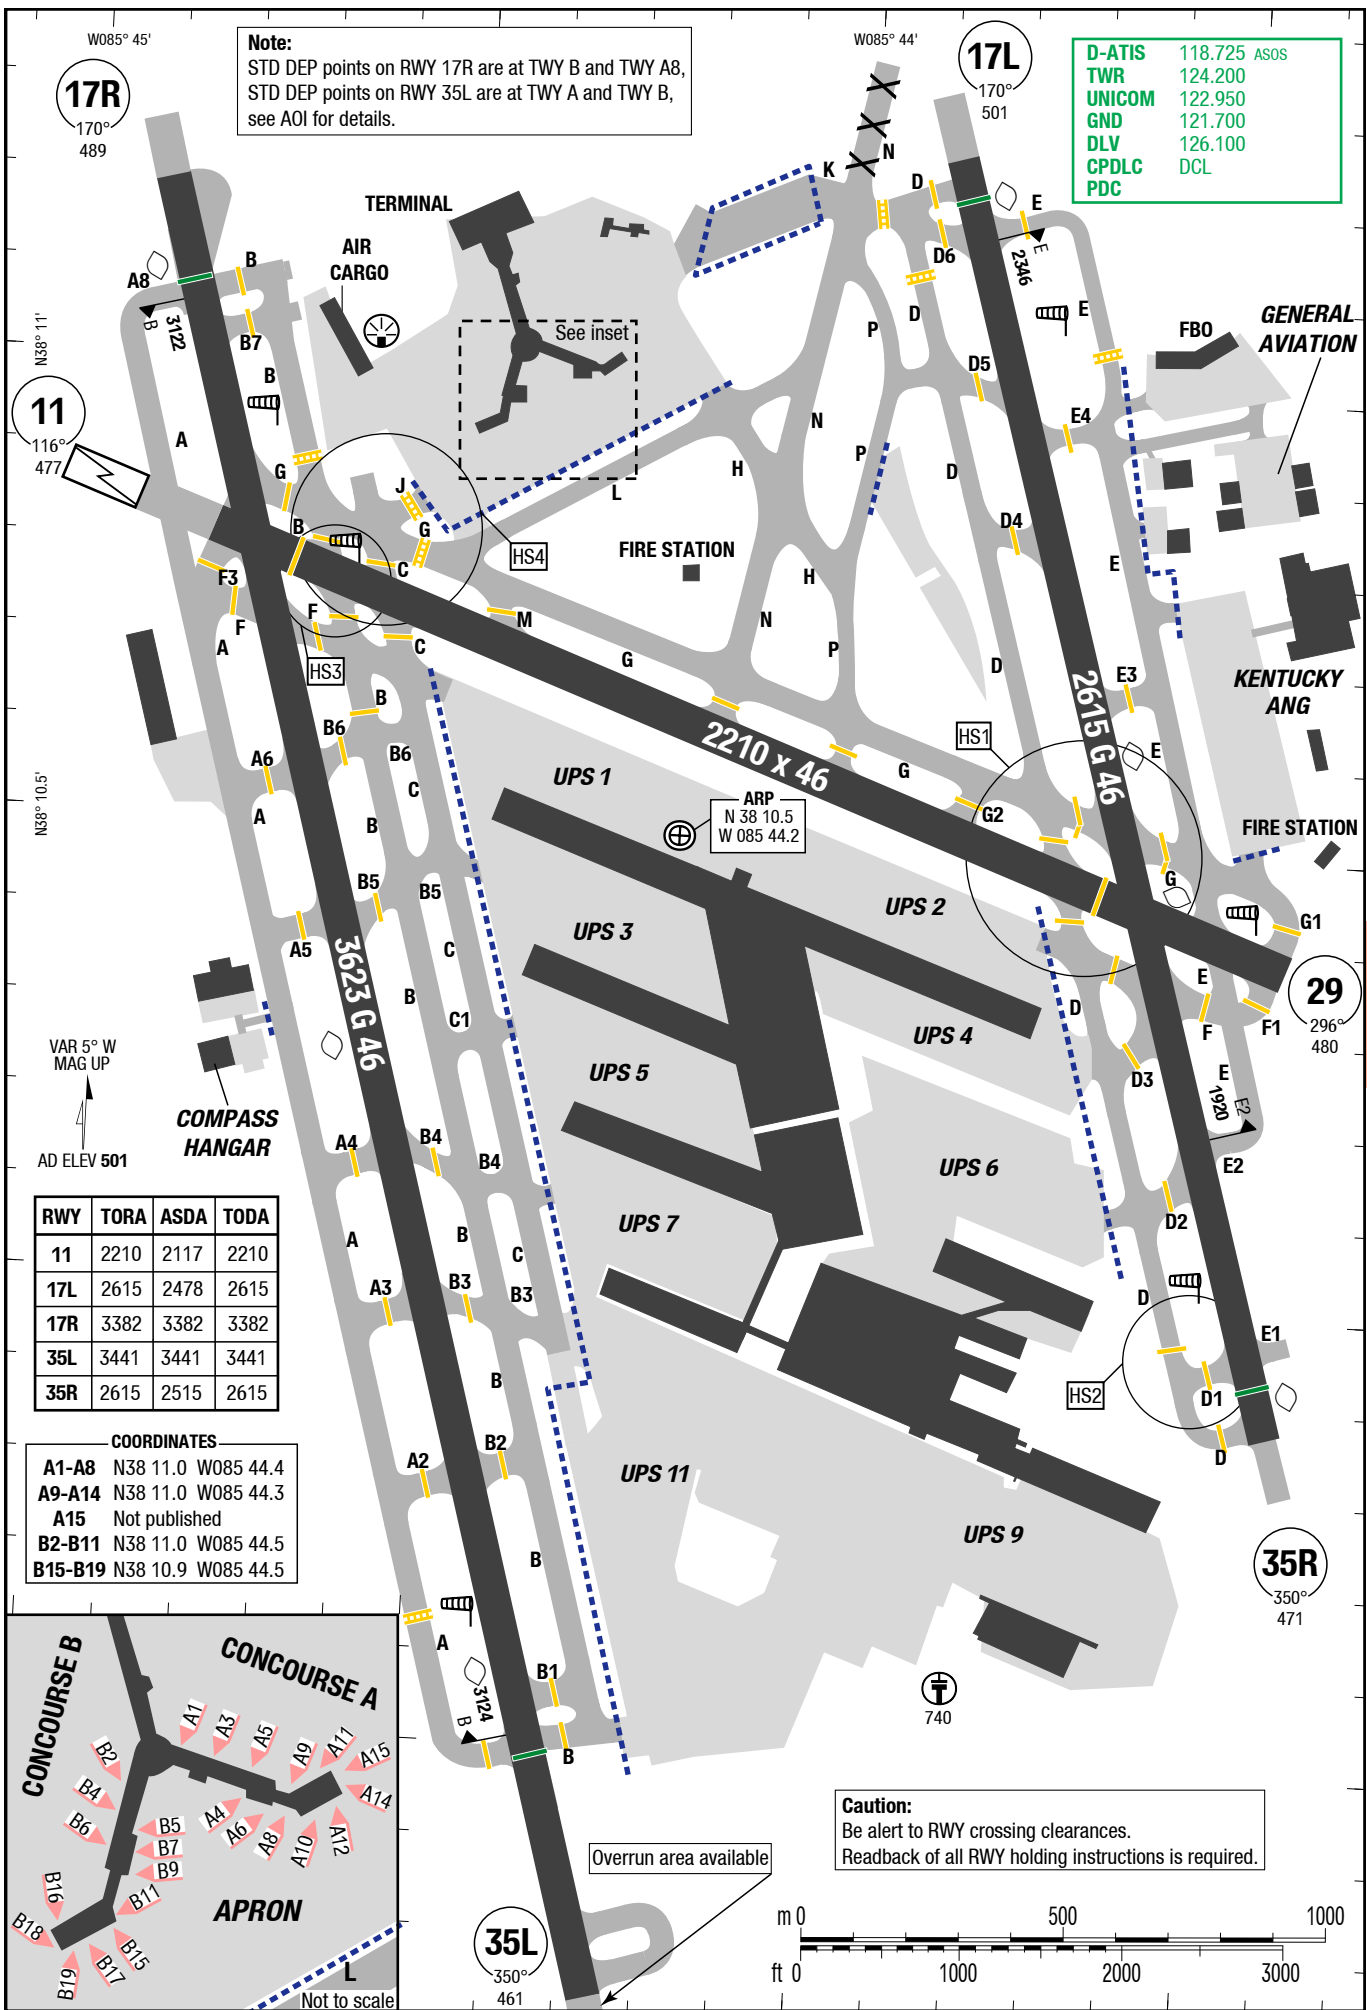 W085° 45'
W085° 44'
17R
170°
489
Note:
STD DEP points on RWY 17R are at TWY B and TWY A8,
STD DEP points on RWY 35L are at TWY A and TWY B,
see AOI for details.
17L
170°
501
D-ATIS 118.725 ASOS
TWR 124.200
UNICOM 122.950
GND 121.700
DLV 126.100
CPDLC DCL
PDC
N
K
D
E
TERMINAL
AIR
CARGO
B
A8
D6
E
2346
B
3122
N38° 11'
B7
See inset
P
D
E
FBO
GENERAL
AVIATION
B
D5
11
116°
477
A
N
E4
G
H
P
D
J
L
B
G
D4
HS4
FIRE STATION
C
E
F3
H
F
F
M
N
A
C
G
P
D
HS3
E3
KENTUCKY
ANG
B
B6
2615 G 46
HS1
A6
B6
2210 x 46
E
UPS 1
G
N38° 10.5'
C
ARP
N 38 10.5
W 085 44.2
A
B
G2
FIRE STATION
B5
B5
G
UPS 2
G1
UPS 3
A5
C
3623 G 46
E
29
296°
480
B
D
F
F1
C1
UPS 4
VAR 5° W
MAG UP
UPS 5
D3
E
1920
E2
COMPASS
HANGAR
A4
B4
AD ELEV 501
B4
UPS 6
E2
RWY TORA ASDA TODA
11 2210 2117 2210
17L 2615 2478 2615
17R 3382 3382 3382
35L 3441 3441 3441
35R 2615 2515 2615
UPS 7
D2
A
B
C
A3
B3
B3
D
E1
B
HS2
D1
COORDINATES
A1-A8 N38 11.0 W085 44.4
A9-A14 N38 11.0 W085 44.3
A15 Not published
B2-B11 N38 11.0 W085 44.5
B15-B19 N38 10.9 W085 44.5
B2
A2
D
UPS 11
UPS 9
B
35R
350°
471
A
B1
3124
B
B
740
CONCOURSE B
CONCOURSE A
A1
A3
A5
A9
A11
A15
A14
A12
A10
A8
A6
A4
B2
B4
B6
B5
B7
B9
B11
B16
B18
B19
B17
B15
APRON
L
Not to scale
Caution:
Be alert to RWY crossing clearances.
Readback of all RWY holding instructions is required.
Overrun area available
35L
350°
461
m 0 500 1000
ft 0 1000 2000 3000